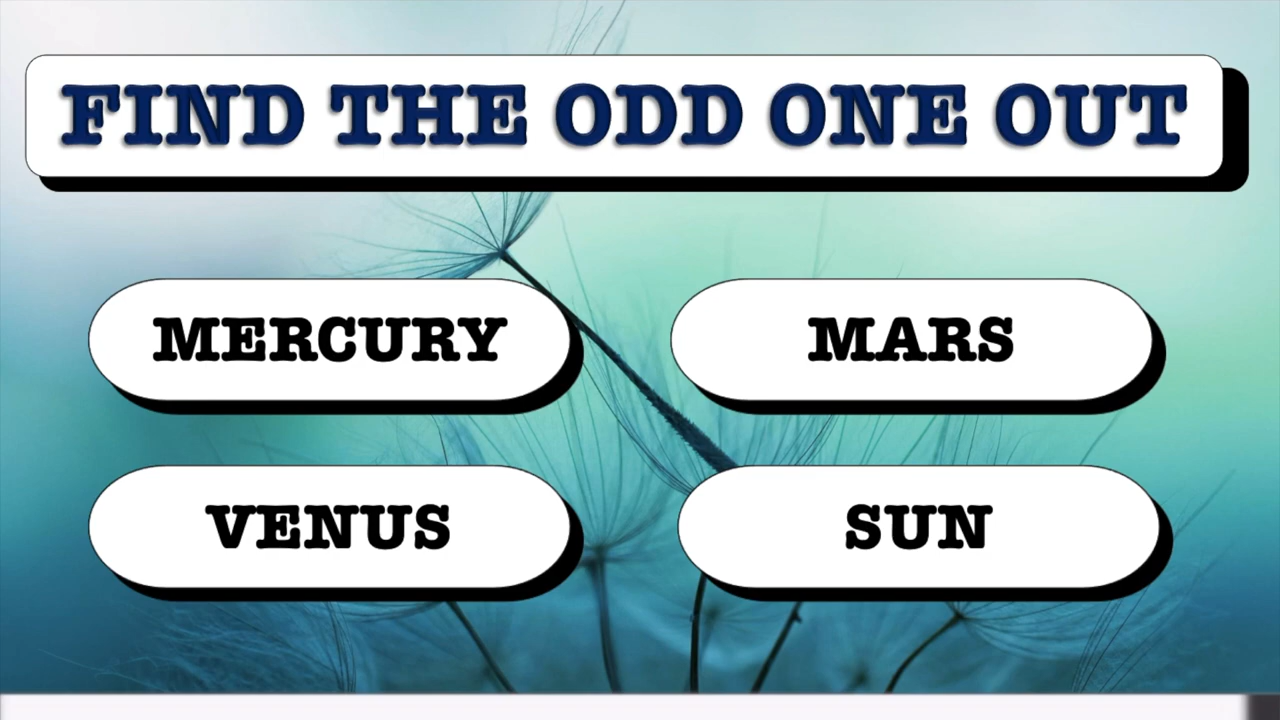 FIND THE ODD ONE OUT
MERCURY
MARS
VENUS
SUN